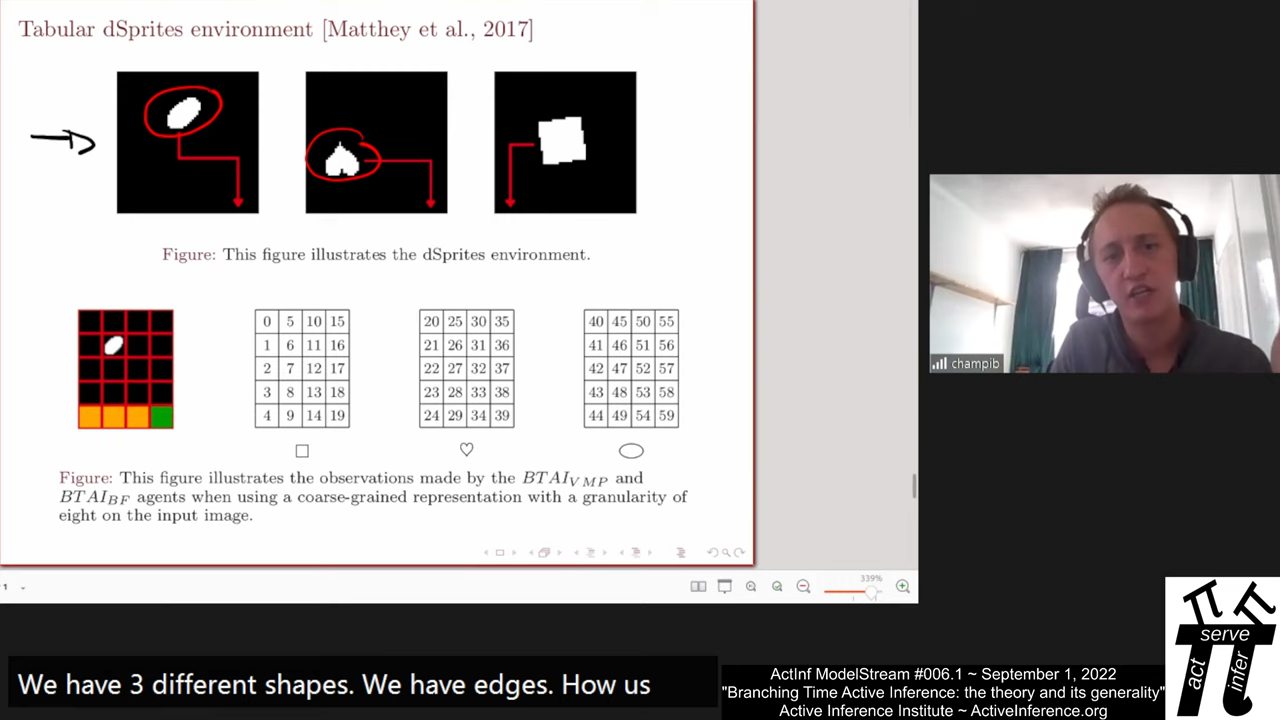 Tabular dSprites environment [Matthey et al., 2017]
Figure: This figure illustrates the dSprites environment.
0 5 10 15
1 6 11 16
2 7 12 17
3 8 13 18
4 9 14 19
20 25 30 35
21 26 31 36
22 27 32 37
23 28 33 38
24 29 34 39
40 45 50 55
41 46 51 56
42 47 52 57
43 48 53 58
44 49 54 59
Figure: This figure illustrates the observations made by the BTAI_VMP and
BTAI_BF agents when using a coarse-grained representation with a granularity of
eight on the input image.
1
339%
champib
We have 3 different shapes. We have edges. How us
ActInf ModelStream #006.1 ~ September 1, 2022
"Branching Time Active Inference: the theory and its generality"
Active Inference Institute ~ ActiveInference.org
π π
serve
π
act
infer